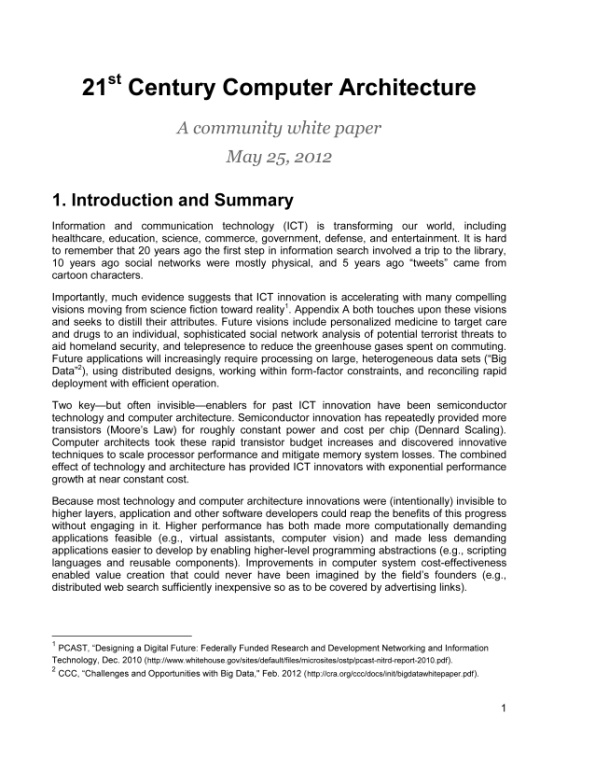 21st Century Computer Architecture
A community white paper
May 25, 2012
1. Introduction and Summary
Information and communication technology (ICT) is transforming our world, including
healthcare, education, science, commerce, government, defense, and entertainment. It is hard
to remember that 20 years ago the first step in information search involved a trip to the library,
10 years ago social networks were mostly physical, and 5 years ago “tweets” came from
cartoon characters.
Importantly, much evidence suggests that ICT innovation is accelerating with many compelling
visions moving from science fiction toward reality1. Appendix A both touches upon these visions
and seeks to distill their attributes. Future visions include personalized medicine to target care
and drugs to an individual, sophisticated social network analysis of potential terrorist threats to
aid homeland security, and telepresence to reduce the greenhouse gases spent on commuting.
Future applications will increasingly require processing on large, heterogeneous data sets (“Big
Data”2), using distributed designs, working within form-factor constraints, and reconciling rapid
deployment with efficient operation.
Two key—but often invisible—enablers for past ICT innovation have been semiconductor
technology and computer architecture. Semiconductor innovation has repeatedly provided more
transistors (Moore’s Law) for roughly constant power and cost per chip (Dennard Scaling).
Computer architects took these rapid transistor budget increases and discovered innovative
techniques to scale processor performance and mitigate memory system losses. The combined
effect of technology and architecture has provided ICT innovators with exponential performance
growth at near constant cost.
Because most technology and computer architecture innovations were (intentionally) invisible to
higher layers, application and other software developers could reap the benefits of this progress
without engaging in it. Higher performance has both made more computationally demanding
applications feasible (e.g., virtual assistants, computer vision) and made less demanding
applications easier to develop by enabling higher-level programming abstractions (e.g., scripting
languages and reusable components). Improvements in computer system cost-effectiveness
enabled value creation that could never have been imagined by the field’s founders (e.g.,
distributed web search sufficiently inexpensive so as to be covered by advertising links).
1 PCAST, “Designing a Digital Future: Federally Funded Research and Development Networking and Information
Technology, Dec. 2010 (http://www.whitehouse.gov/sites/default/files/microsites/ostp/pcast-nitrd-report-2010.pdf).
2 CCC, “Challenges and Opportunities with Big Data,” Feb. 2012 (http://cra.org/ccc/docs/init/bigdatawhitepaper.pdf).
1